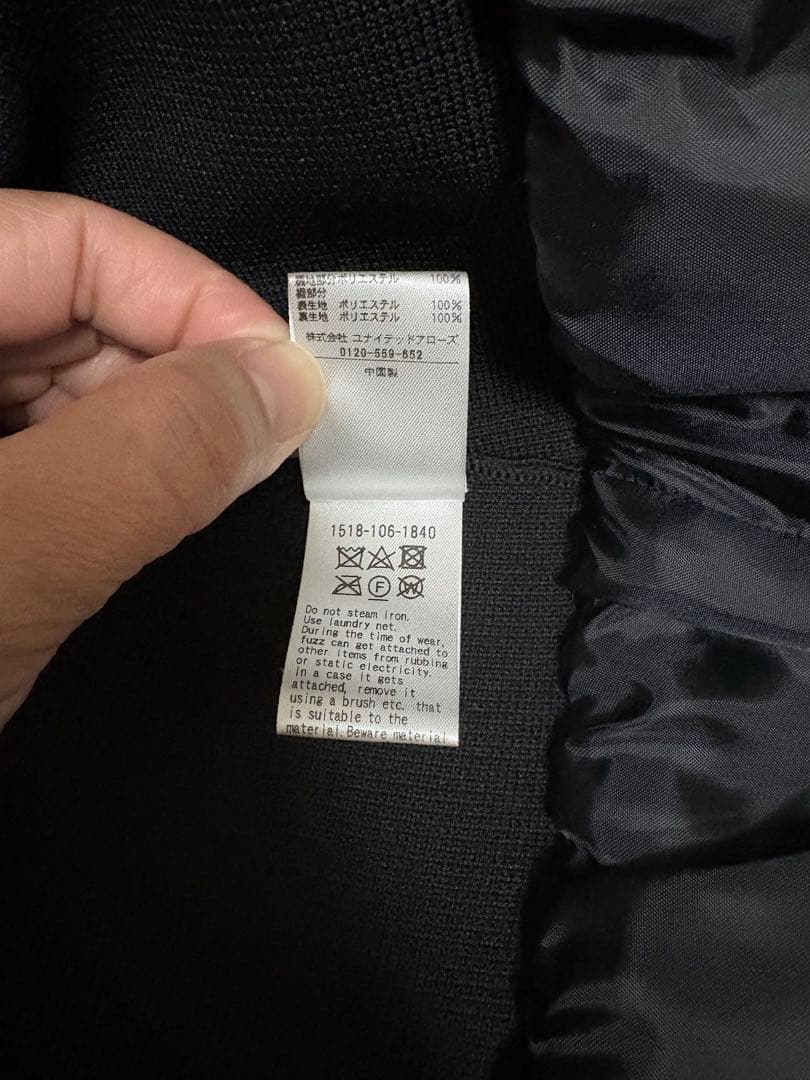 地部分ポリエステル 100%
部分
表生地 ポリエステル 100%
裏生地 ポリエステル 100%
株式会社 ユナイテッドアローズ
0120-559-652
中国製
1518-106-1840
F
W
Do not steam iron.
Use laundry net.
During the time of wear,
fuzz can get attached to
other items from rubbing
or static electricity.
In a case it gets
attached, remove it
using a brush etc. that
is suitable to the
material.Beware material